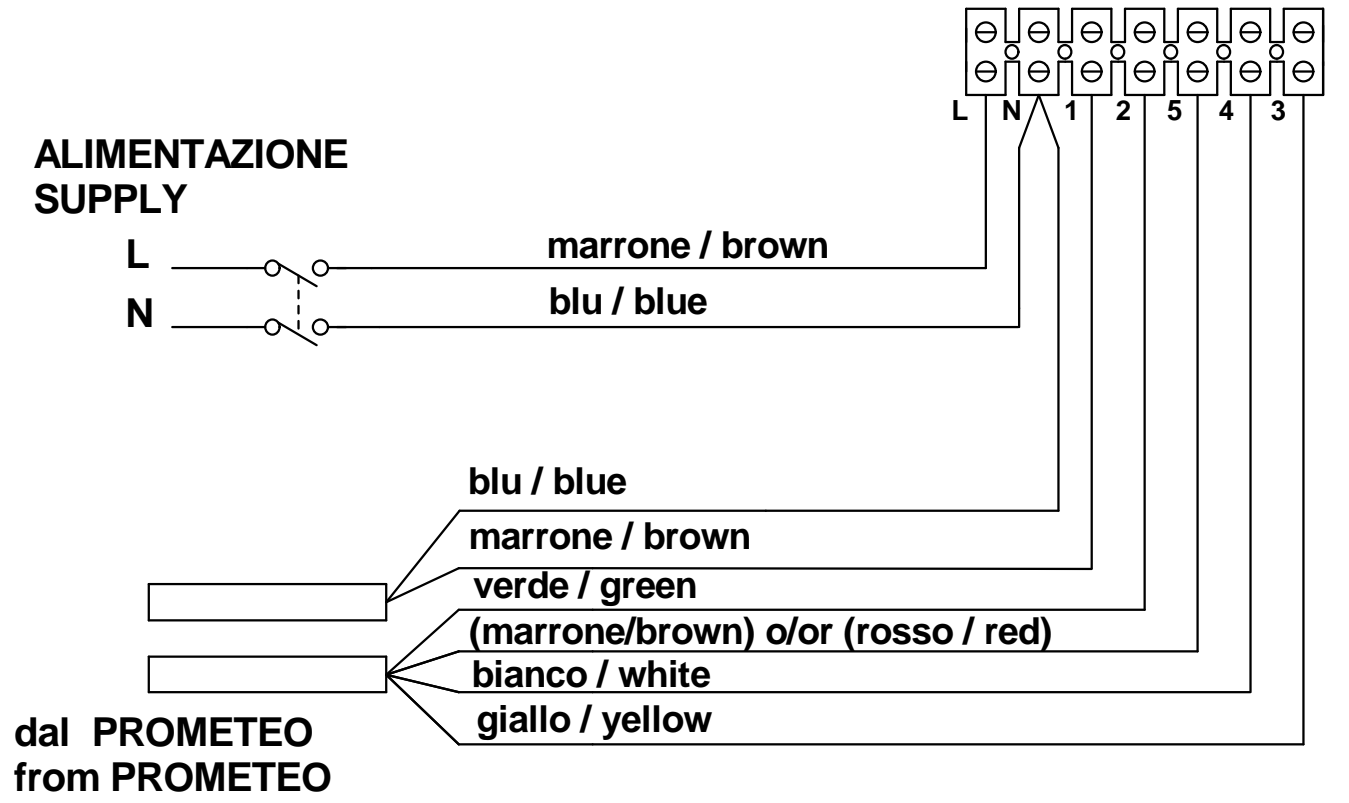 L N 1 2 5 4 3
ALIMENTAZIONE
SUPPLY
L
marrone / brown
N
blu / blue
blu / blue
marrone / brown
verde / green
(marrone/brown) o/or (rosso / red)
bianco / white
giallo / yellow
dal PROMETEO
from PROMETEO